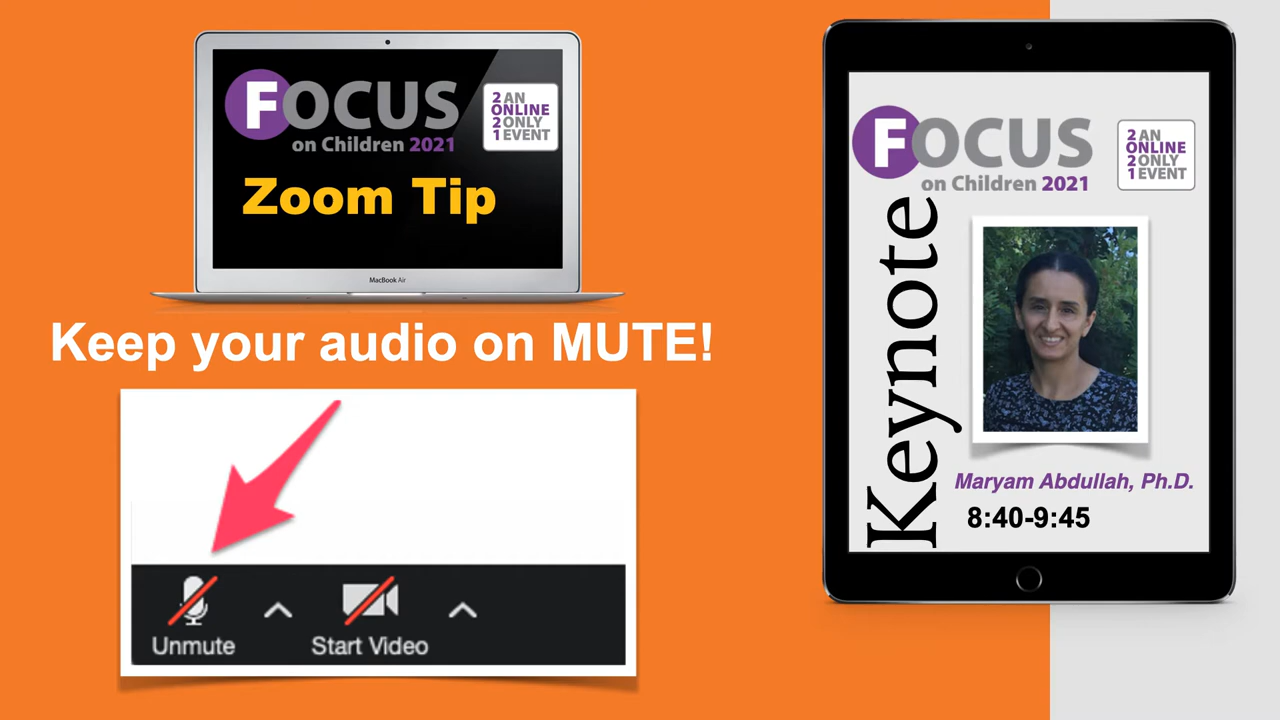 FOCUS
on Children 2021
2 AN
0 ONLINE
2 ONLY
1 EVENT
Zoom Tip
MacBook Air
Keep your audio on MUTE!
Unmute
Start Video
FOCUS
on Children 2021
2 AN
0 ONLINE
2 ONLY
1 EVENT
Keynote
Maryam Abdullah, Ph.D.
8:40-9:45